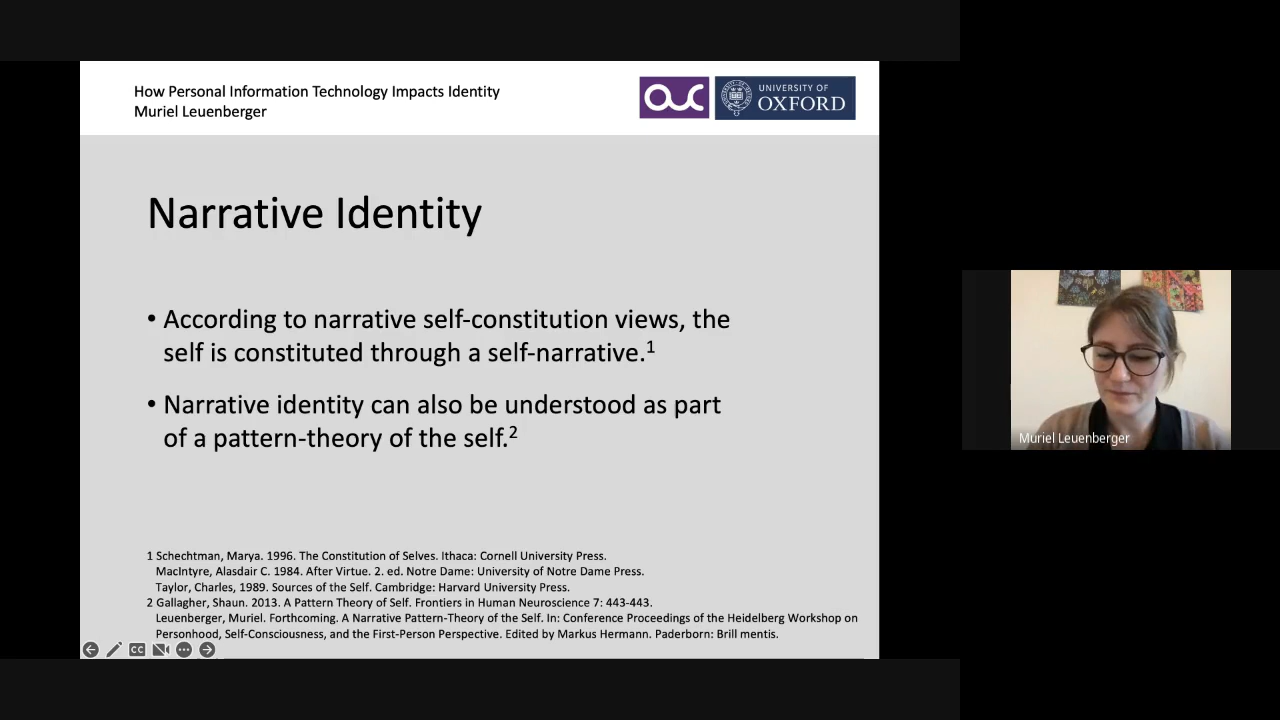 How Personal Information Technology Impacts Identity
Muriel Leuenberger
OUC
UNIVERSITY OF
OXFORD
Narrative Identity
• According to narrative self-constitution views, the
self is constituted through a self-narrative.1
• Narrative identity can also be understood as part
of a pattern-theory of the self.2
1 Schechtman, Marya. 1996. The Constitution of Selves. Ithaca: Cornell University Press.
MacIntyre, Alasdair C. 1984. After Virtue. 2. ed. Notre Dame: University of Notre Dame Press.
Taylor, Charles, 1989. Sources of the Self. Cambridge: Harvard University Press.
2 Gallagher, Shaun. 2013. A Pattern Theory of Self. Frontiers in Human Neuroscience 7: 443-443.
Leuenberger, Muriel. Forthcoming. A Narrative Pattern-Theory of the Self. In: Conference Proceedings of the Heidelberg Workshop on
Personhood, Self-Consciousness, and the First-Person Perspective. Edited by Markus Hermann. Paderborn: Brill mentis.
CC
Muriel Leuenberger